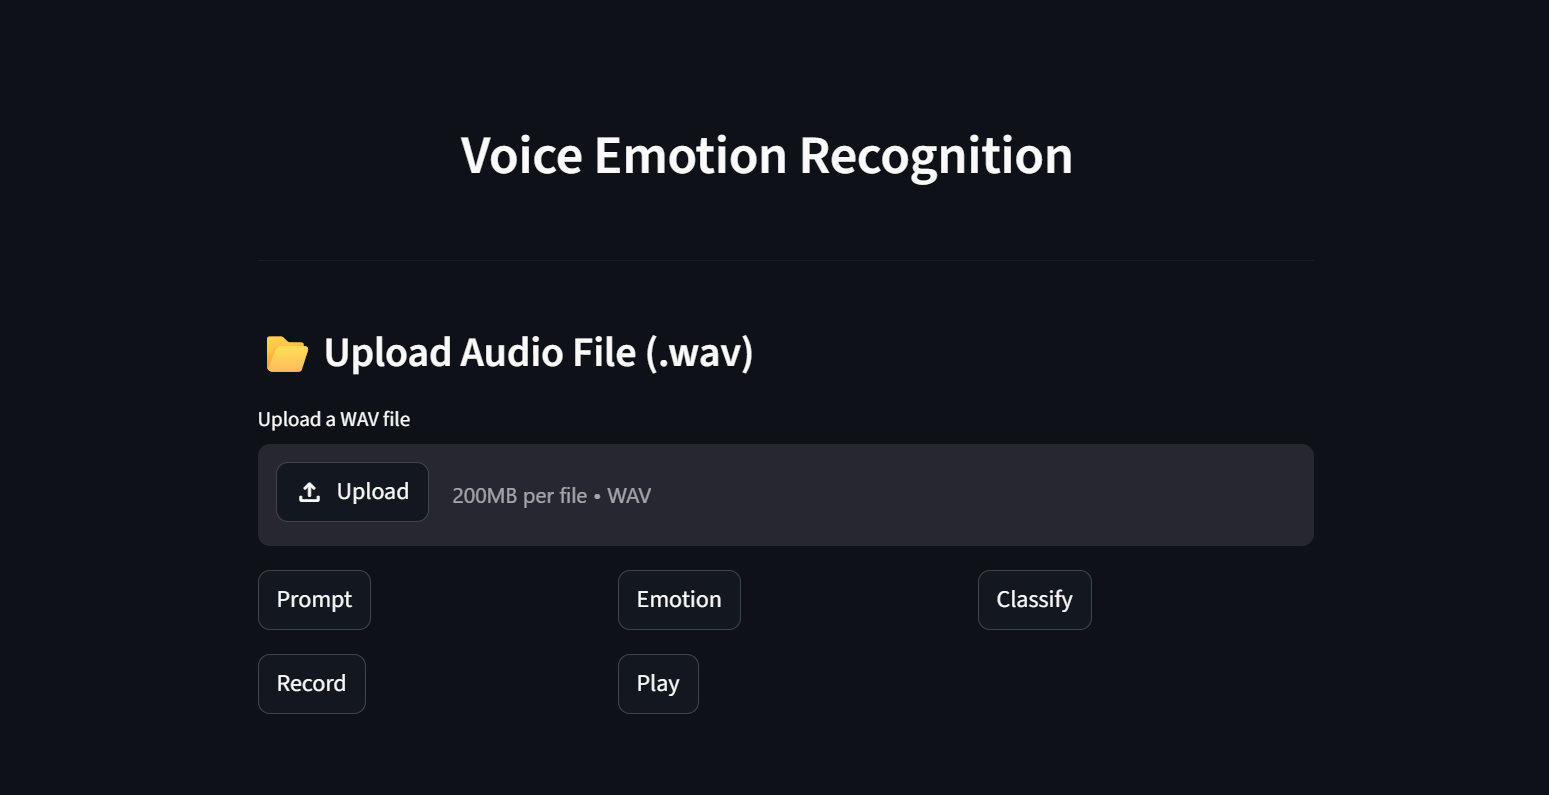 Voice Emotion Recognition
Upload Audio File (.wav)
Upload a WAV file
Upload 200MB per file • WAV
Prompt Emotion Classify
Record Play